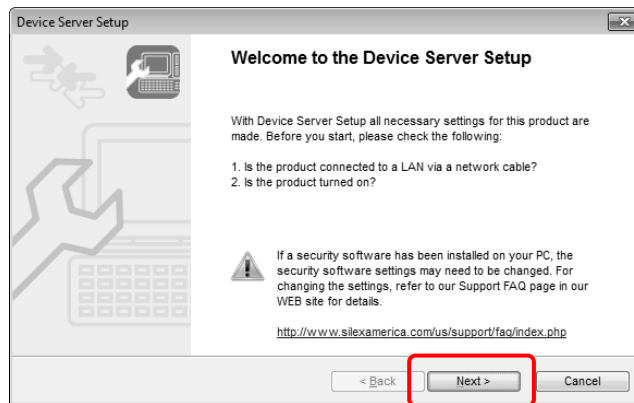 Device Server Setup
Welcome to the Device Server Setup
With Device Server Setup all necessary settings for this product are
made. Before you start, please check the following:
1. Is the product connected to a LAN via a network cable?
2. Is the product turned on?
If a security software has been installed on your PC, the
security software settings may need to be changed. For
changing the settings, refer to our Support FAQ page in our
WEB site for details.
http://www.silexamerica.com/us/support/faq/index.php
< Back
Next >
Cancel